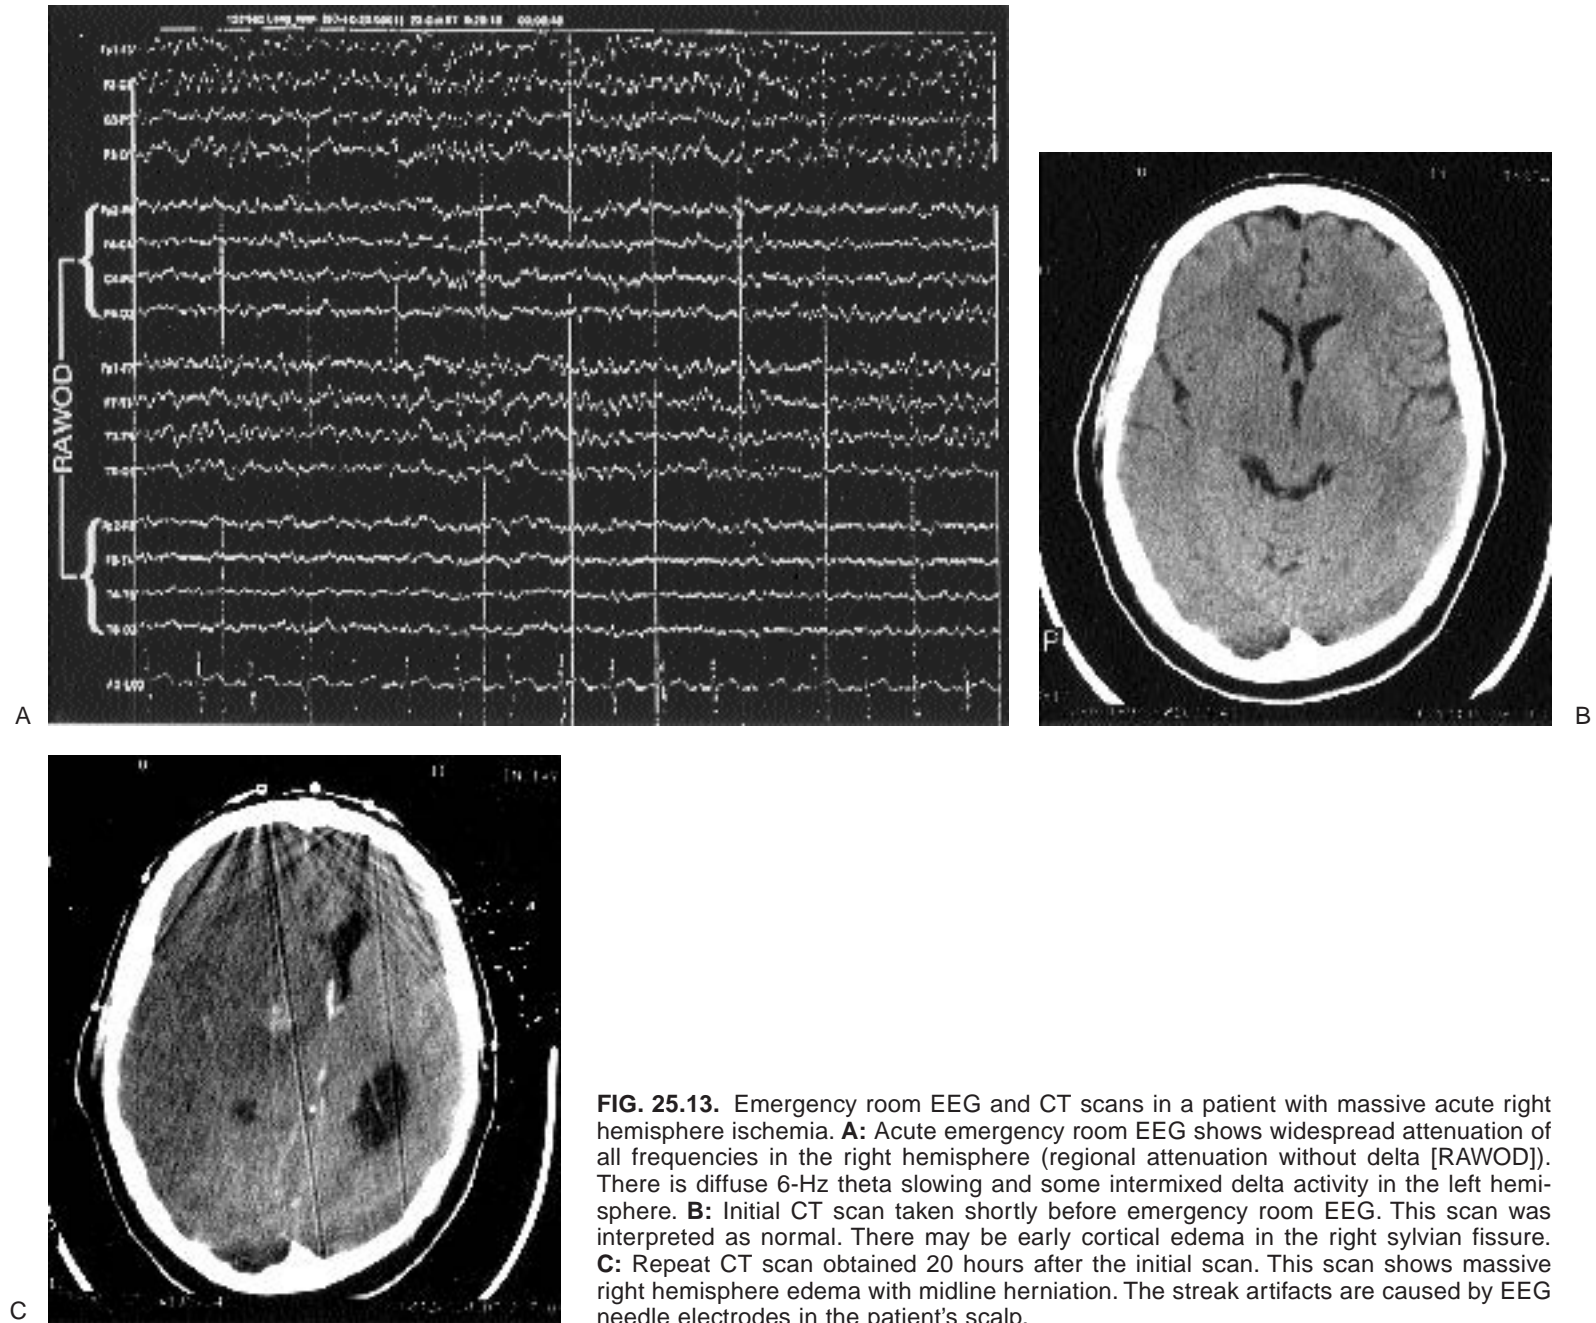 RAWOD
A
B
P
C
FIG. 25.13. Emergency room EEG and CT scans in a patient with massive acute right
hemisphere ischemia. A: Acute emergency room EEG shows widespread attenuation of
all frequencies in the right hemisphere (regional attenuation without delta [RAWOD]).
There is diffuse 6-Hz theta slowing and some intermixed delta activity in the left hemi-
sphere. B: Initial CT scan taken shortly before emergency room EEG. This scan was
interpreted as normal. There may be early cortical edema in the right sylvian fissure.
C: Repeat CT scan obtained 20 hours after the initial scan. This scan shows massive
right hemisphere edema with midline herniation. The streak artifacts are caused by EEG
needle electrodes in the patient's scalp.